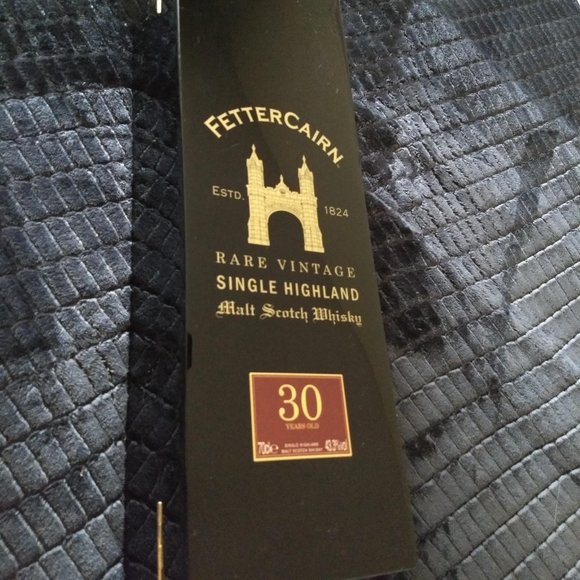 FETTERCAIRN
ESTD. 1824
RARE VINTAGE
SINGLE HIGHLAND
Malt Scotch Whisky
30
YEARS OLD
70cl e SINGLE HIGHLAND MALT SCOTCH WHISKY 43.3%vol